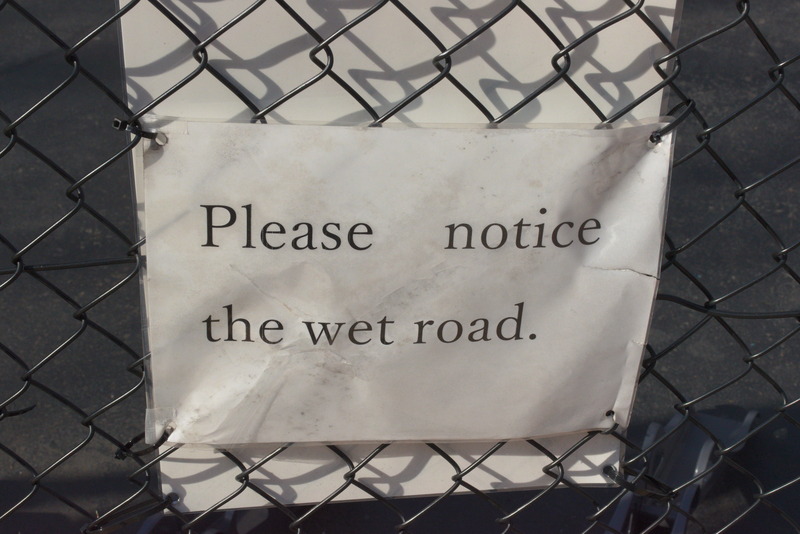 Please notice
the wet road.